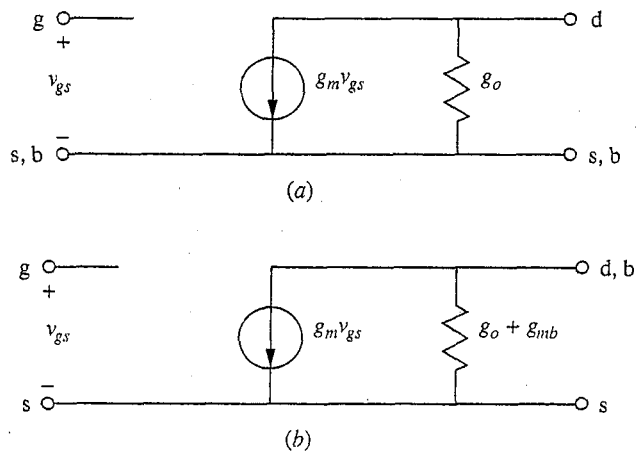 g
d
+
v_gs
g_m v_gs
g_o
−
s, b
s, b
(a)
g
d, b
+
v_gs
g_m v_gs
g_o + g_mb
−
s
s
(b)